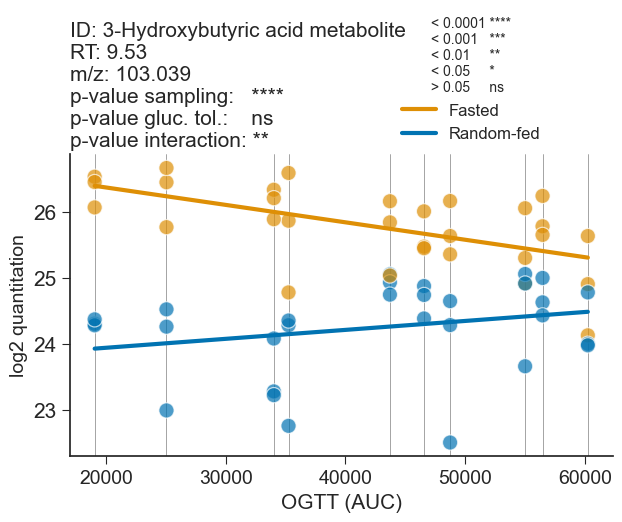 ID: 3-Hydroxybutyric acid metabolite
RT: 9.53
m/z: 103.039
p-value sampling: ****
p-value gluc. tol.: ns
p-value interaction: **
< 0.0001 ****
< 0.001 ***
< 0.01 **
< 0.05 *
> 0.05 ns
Fasted
Random-fed
26
25
24
23
log2 quantitation
20000 30000 40000 50000 60000
OGTT (AUC)